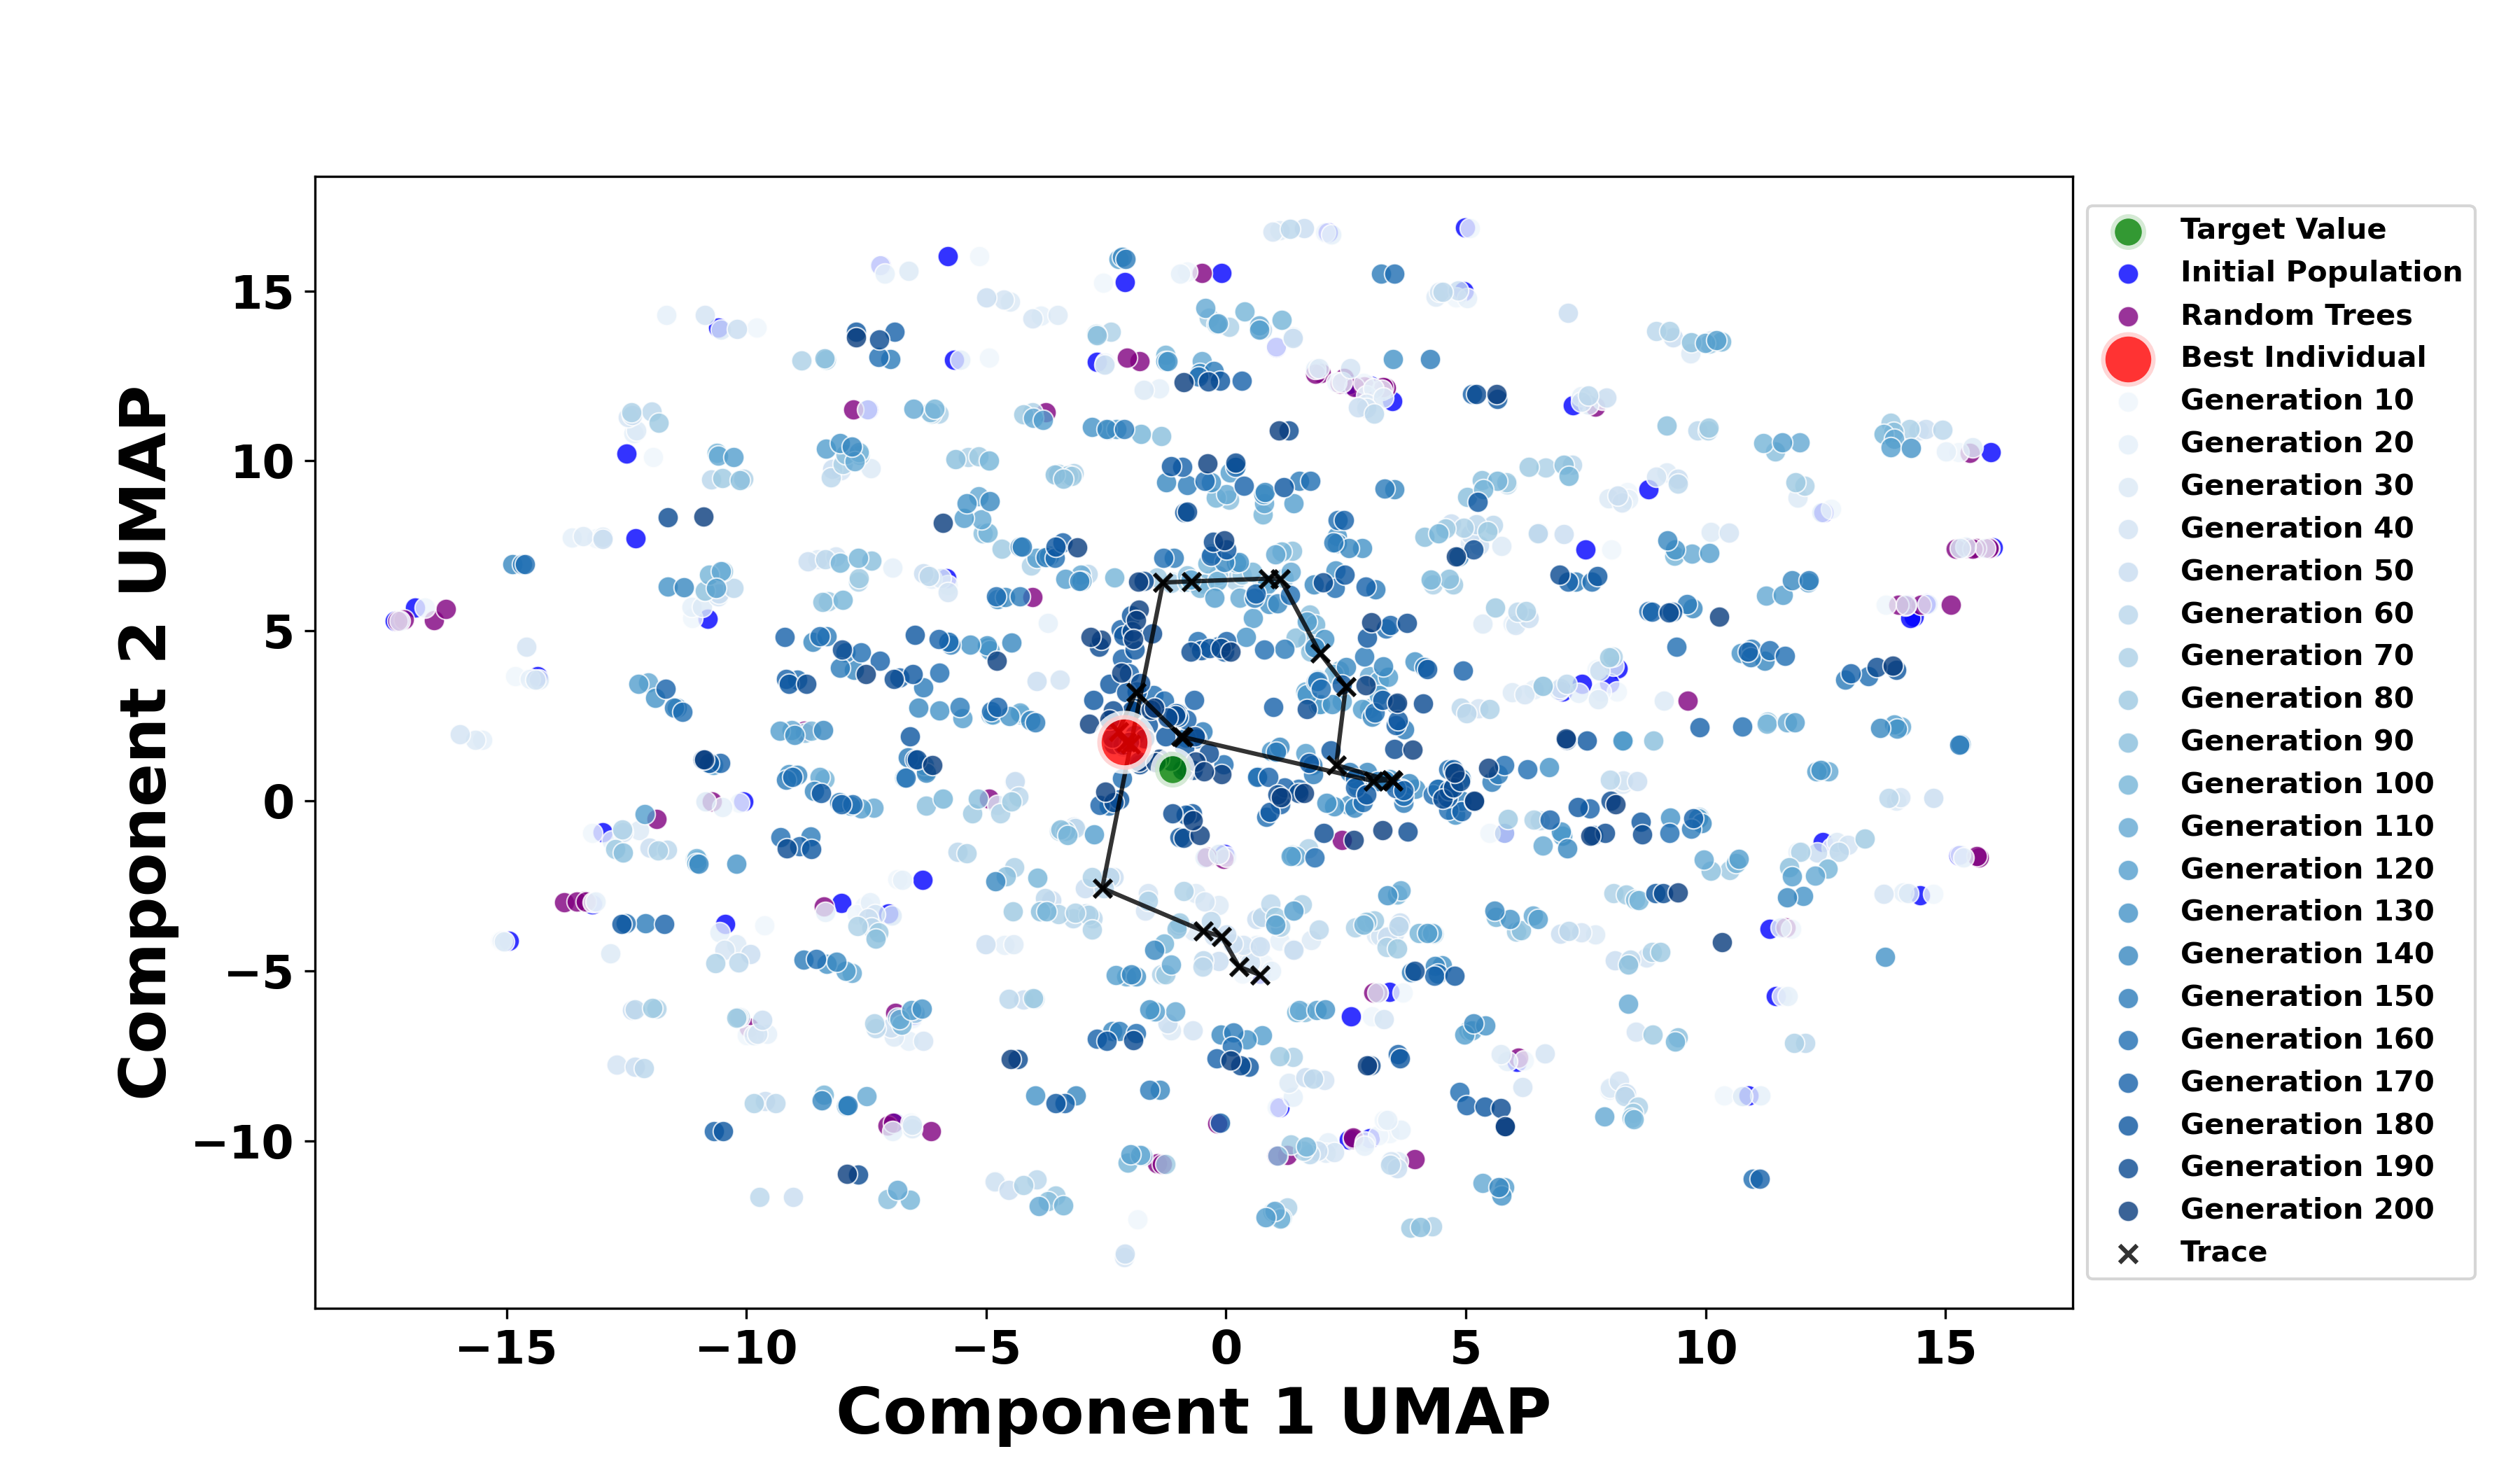 15
10
5
0
−5
−10
−15
−10
−5
0
5
10
15
Component 1 UMAP
Component 2 UMAP
Target Value
Initial Population
Random Trees
Best Individual
Generation 10
Generation 20
Generation 30
Generation 40
Generation 50
Generation 60
Generation 70
Generation 80
Generation 90
Generation 100
Generation 110
Generation 120
Generation 130
Generation 140
Generation 150
Generation 160
Generation 170
Generation 180
Generation 190
Generation 200
Trace